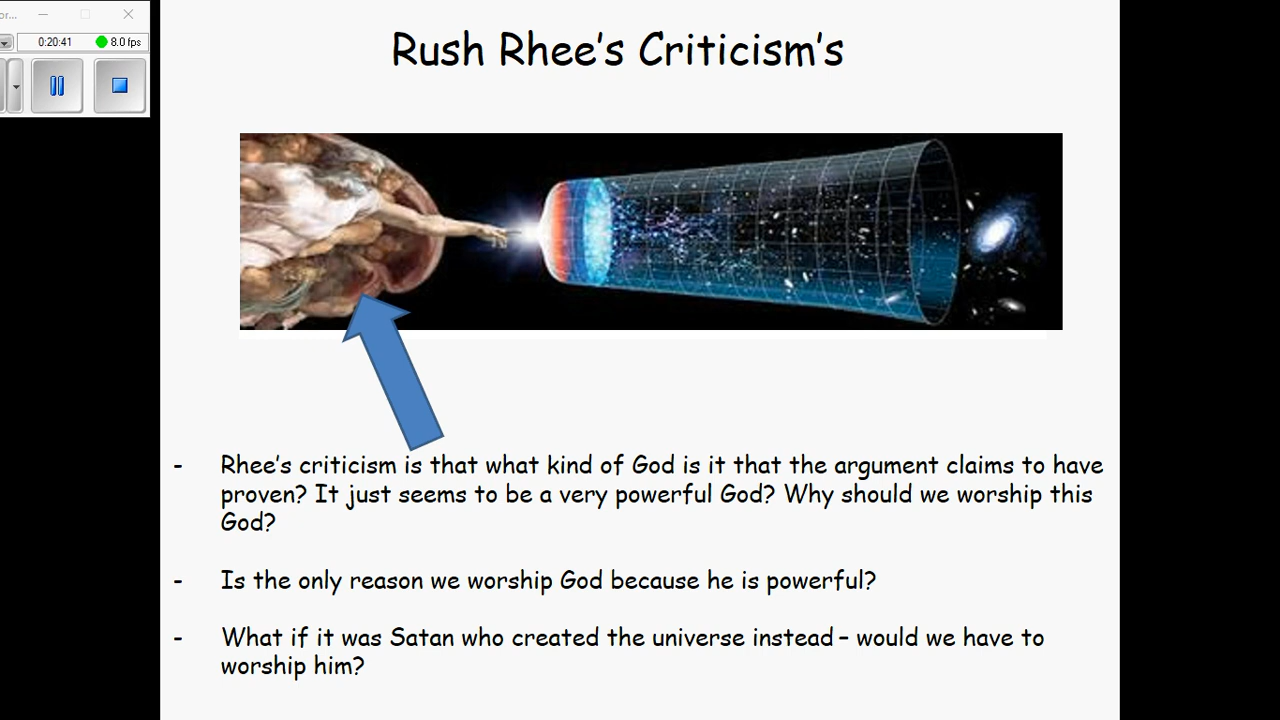 or...
0:20:41 8.0 fps
Rush Rhee's Criticism's
- Rhee's criticism is that what kind of God is it that the argument claims to have
proven? It just seems to be a very powerful God? Why should we worship this
God?
- Is the only reason we worship God because he is powerful?
- What if it was Satan who created the universe instead – would we have to
worship him?